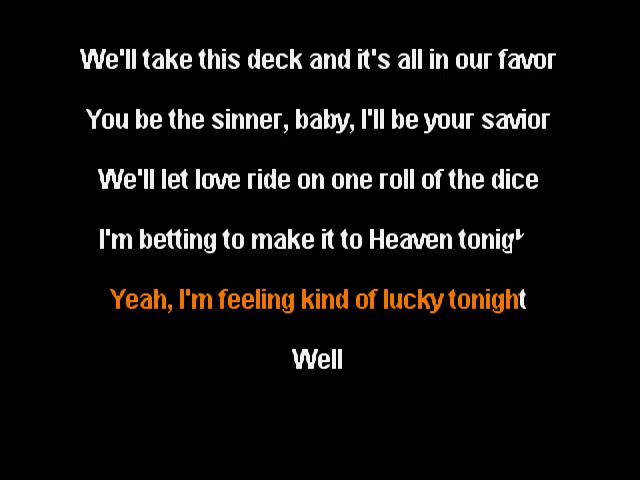 We'll take this deck and it's all in our favor
You be the sinner, baby, I'll be your savior
We'll let love ride on one roll of the dice
I'm betting to make it to Heaven
Yeah, I'm feeling kind of lucky tonight
Well